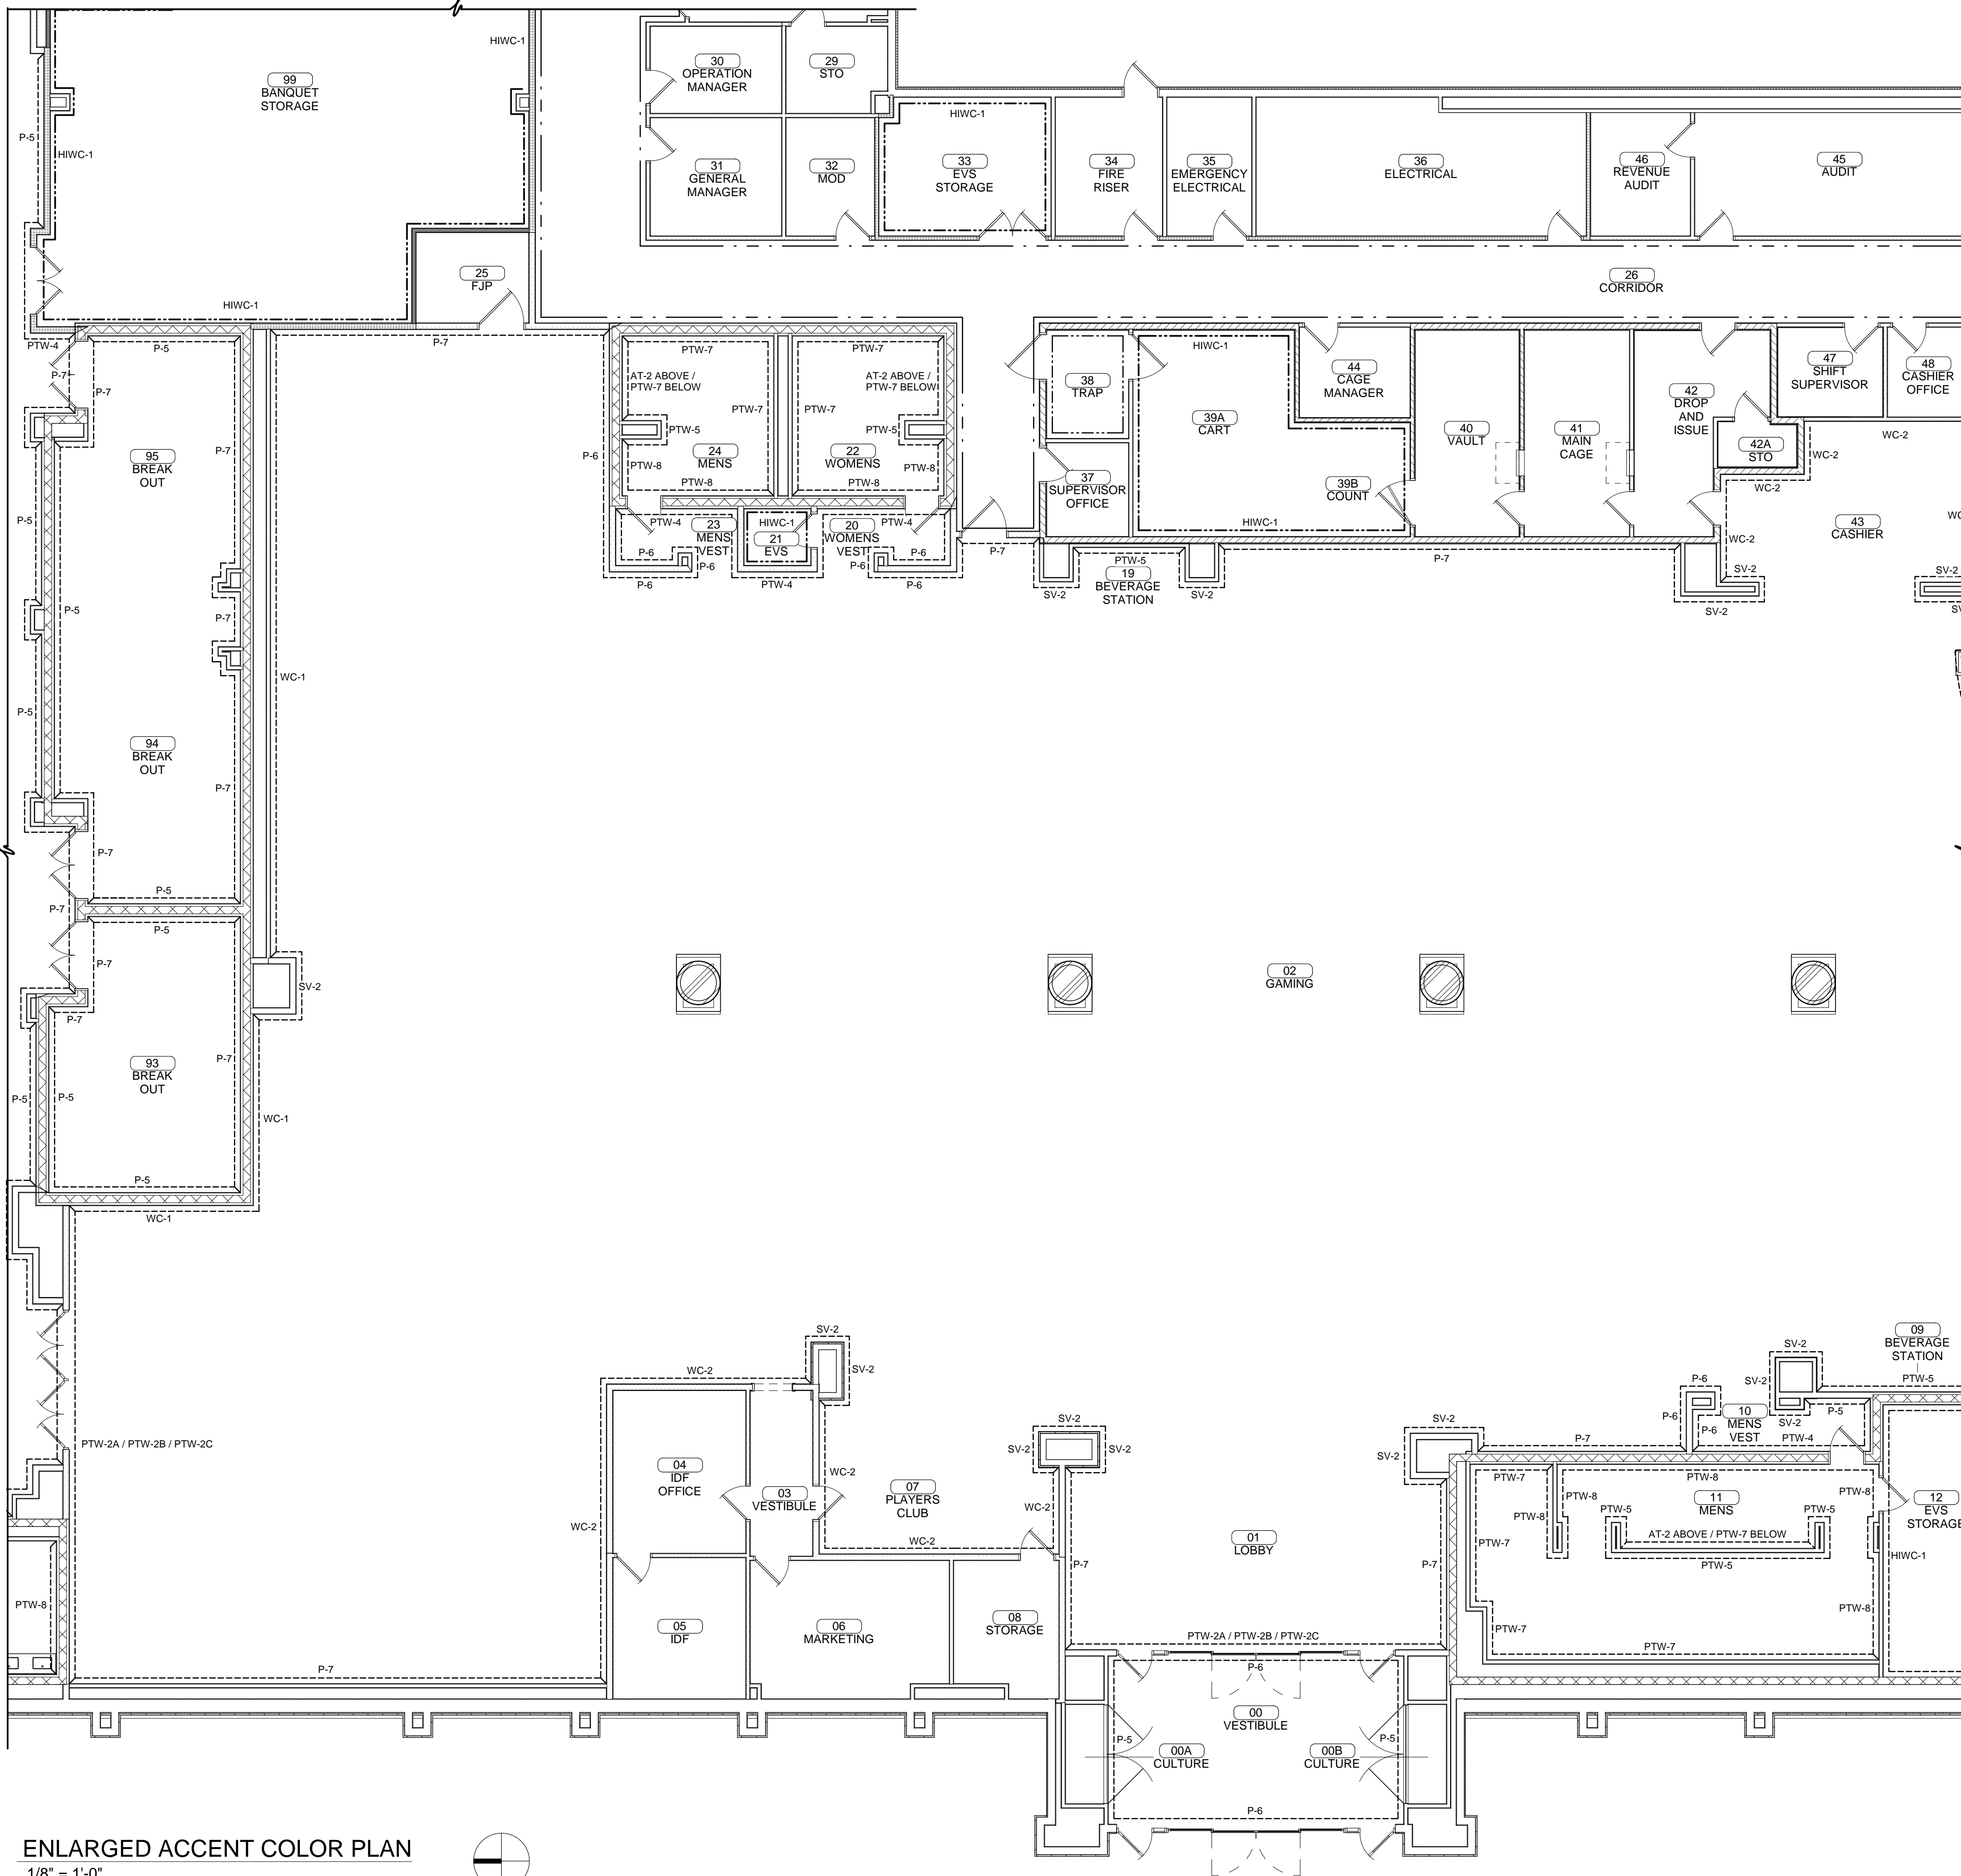 HIWC-1
99
BANQUET
STORAGE
P-5
HIWC-1
HIWC-1
30
OPERATION
MANAGER
29
STO
31
GENERAL
MANAGER
32
MOD
HIWC-1
33
EVS
STORAGE
34
FIRE
RISER
35
EMERGENCY
ELECTRICAL
36
ELECTRICAL
46
REVENUE
AUDIT
45
AUDIT
25
FJP
26
CORRIDOR
PTW-4
P-5
P-7
P-7
P-7
P-7
95
BREAK
OUT
P-5
P-5
P-7
P-5
94
BREAK
OUT
P-7
P-7
P-5
P-7
P-5
P-7
P-7
93
BREAK
OUT
P-7
P-5
P-5
P-5
WC-1
WC-1
WC-1
SV-2
PTW-7
AT-2 ABOVE /
PTW-7 BELOW
PTW-7
PTW-5
24
MENS
PTW-8
PTW-8
P-6
PTW-7
AT-2 ABOVE /
PTW-7 BELOW
PTW-7
PTW-5
22
WOMENS
PTW-8
PTW-8
PTW-4
23
MENS
VEST
P-6
P-6
P-6
HIWC-1
21
EVS
PTW-4
20
WOMENS
VEST
PTW-4
P-6
P-6
P-6
P-7
38
TRAP
37
SUPERVISOR
OFFICE
HIWC-1
39A
CART
39B
COUNT
HIWC-1
44
CAGE
MANAGER
40
VAULT
41
MAIN
CAGE
42
DROP
AND
ISSUE
42A
STO
47
SHIFT
SUPERVISOR
48
CASHIER
OFFICE
WC-2
WC-2
WC-2
WC-2
43
CASHIER
SV-2
SV-2
SV-2
PTW-5
19
BEVERAGE
STATION
SV-2
SV-2
P-7
02
GAMING
PTW-2A / PTW-2B / PTW-2C
PTW-8
P-7
WC-2
WC-2
SV-2
SV-2
04
IDF
OFFICE
03
VESTIBULE
WC-2
07
PLAYERS
CLUB
WC-2
WC-2
05
IDF
06
MARKETING
08
STORAGE
SV-2
SV-2
SV-2
P-7
01
LOBBY
P-7
PTW-2A / PTW-2B / PTW-2C
SV-2
SV-2
P-6
00
VESTIBULE
P-5
00A
CULTURE
P-5
00B
CULTURE
P-6
P-7
P-6
P-6
P-6
10
MENS
VEST
PTW-4
P-5
SV-2
SV-2
SV-2
09
BEVERAGE
STATION
PTW-5
PTW-7
PTW-8
PTW-8
PTW-8
11
MENS
PTW-5
PTW-5
AT-2 ABOVE / PTW-7 BELOW
PTW-5
PTW-8
PTW-8
PTW-7
PTW-7
PTW-7
HIWC-1
12
EVS
STORAGE
ENLARGED ACCENT COLOR PLAN
1/8" = 1'-0"